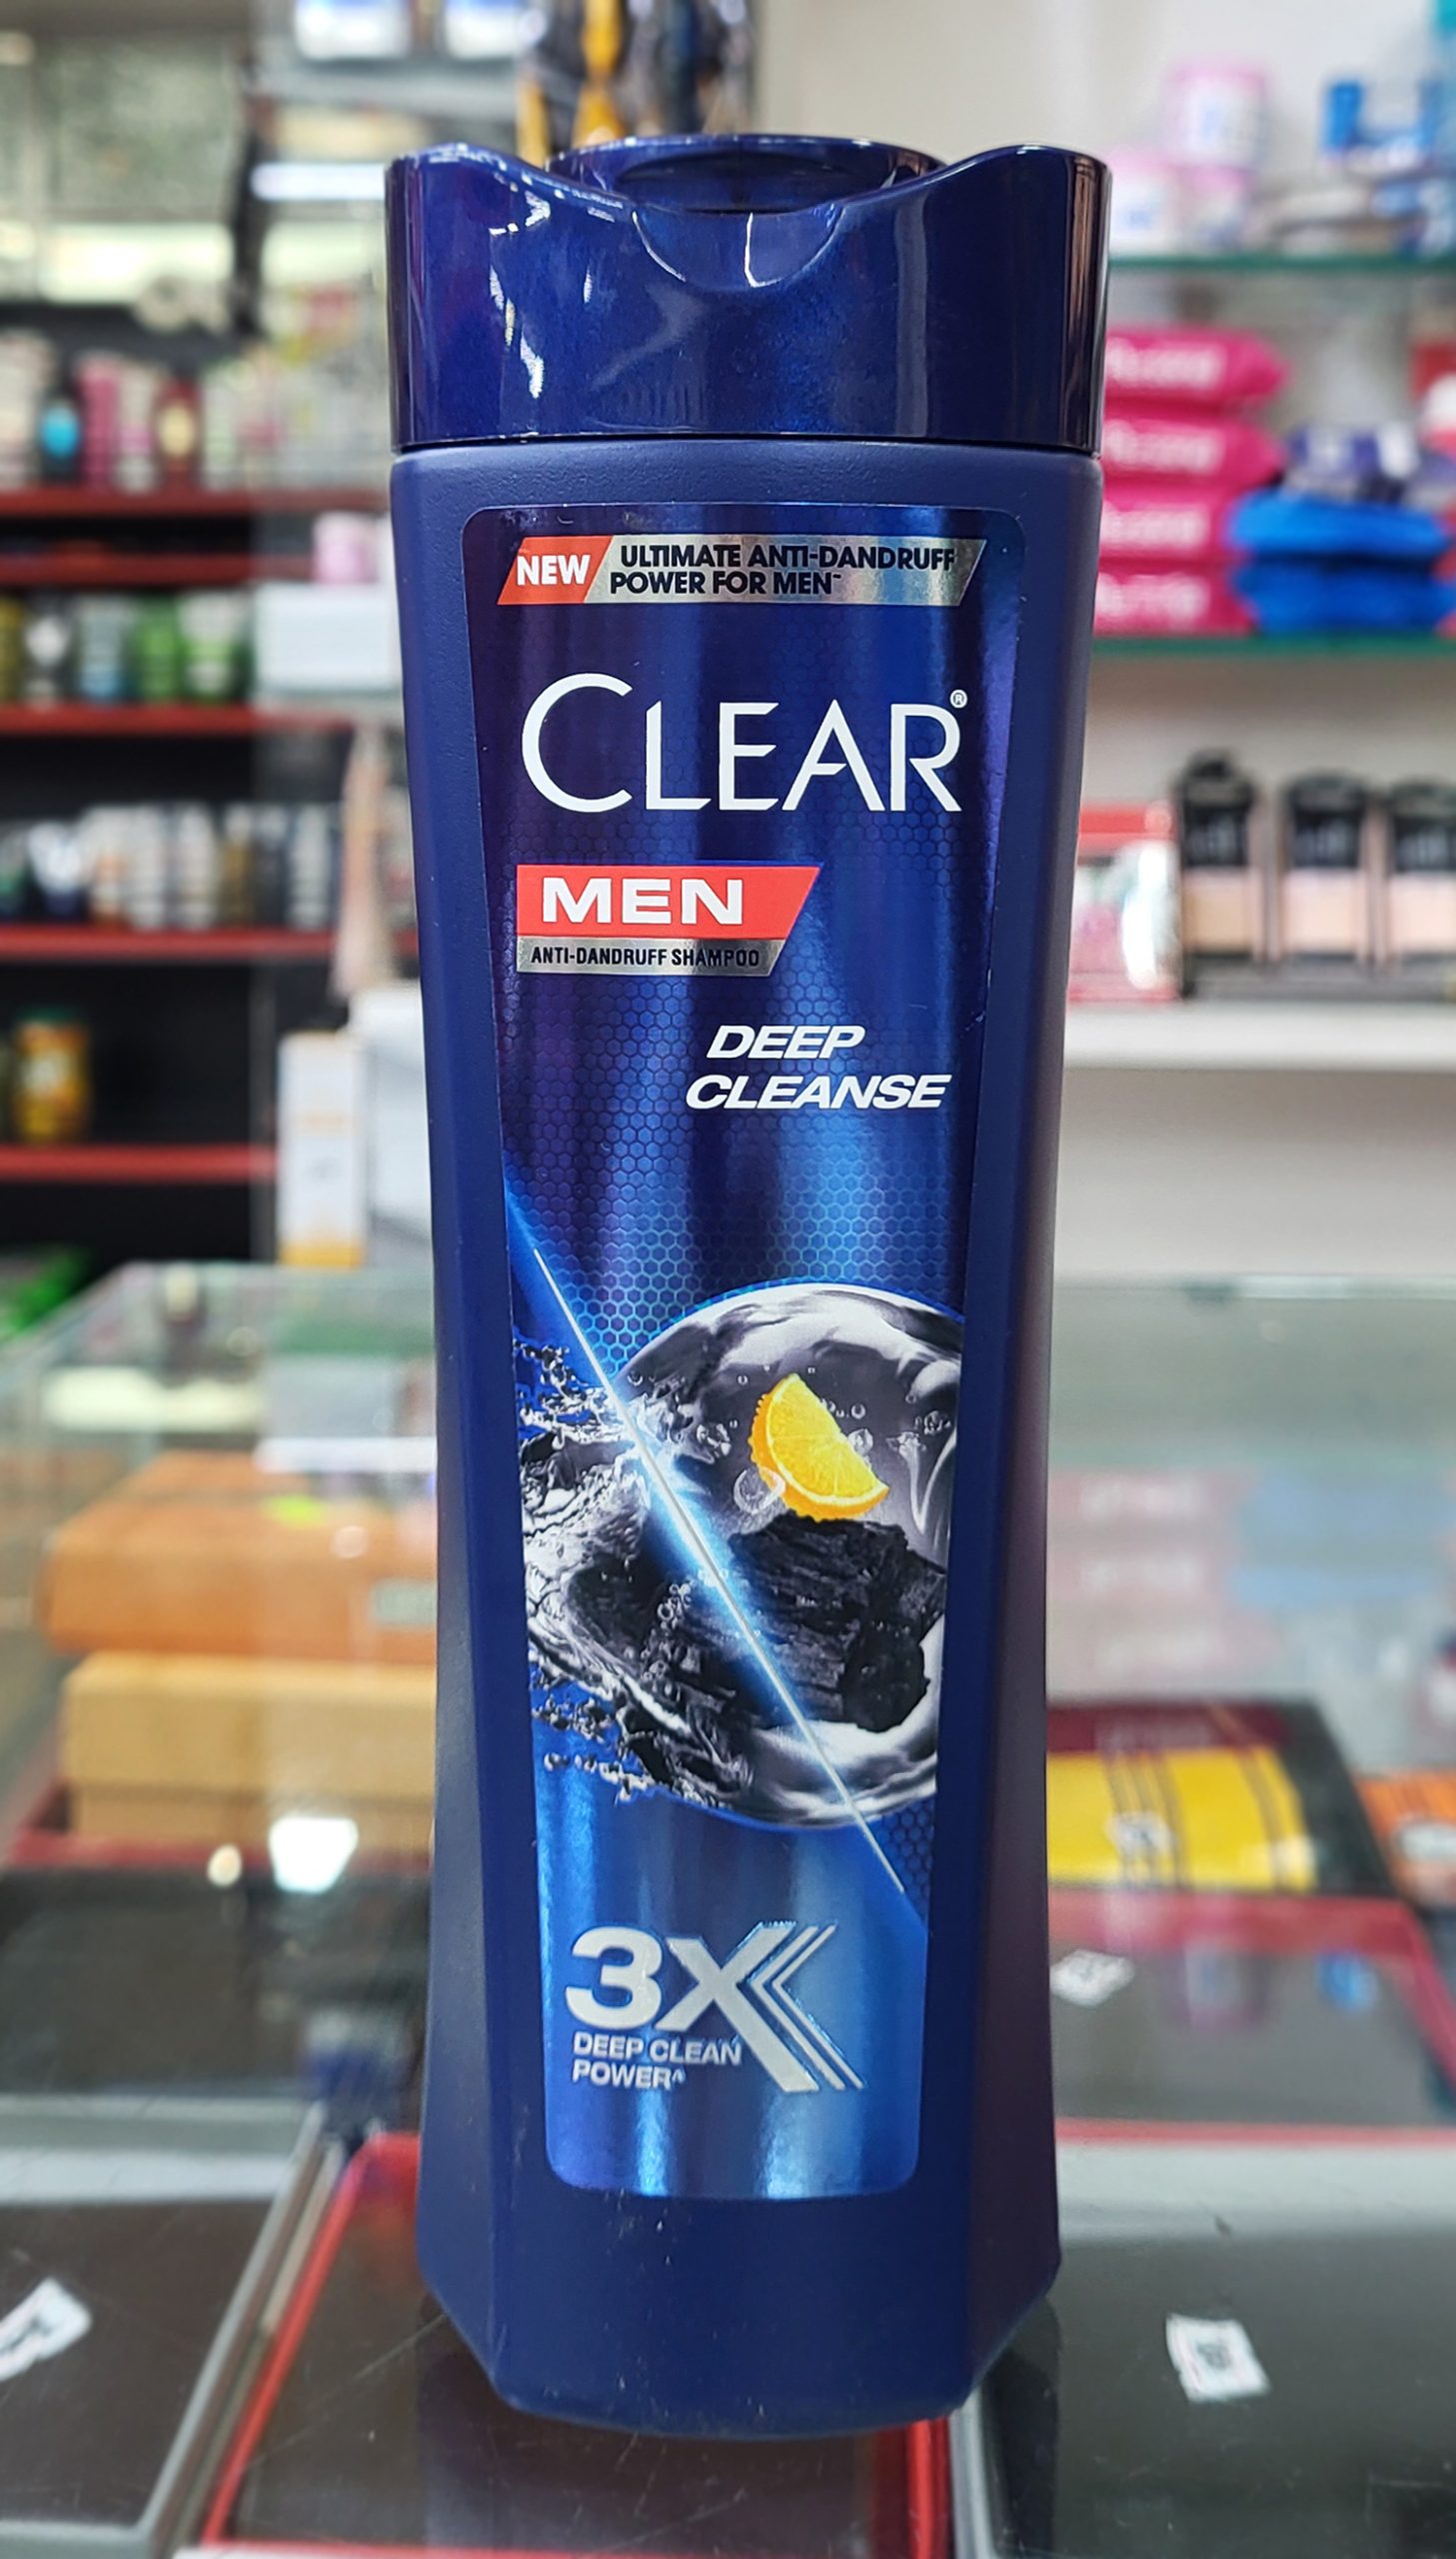 NEW ULTIMATE ANTI-DANDRUFF
POWER FOR MEN~
CLEAR®
MEN
ANTI-DANDRUFF SHAMPOO
DEEP
CLEANSE
3X
DEEP CLEAN
POWER^